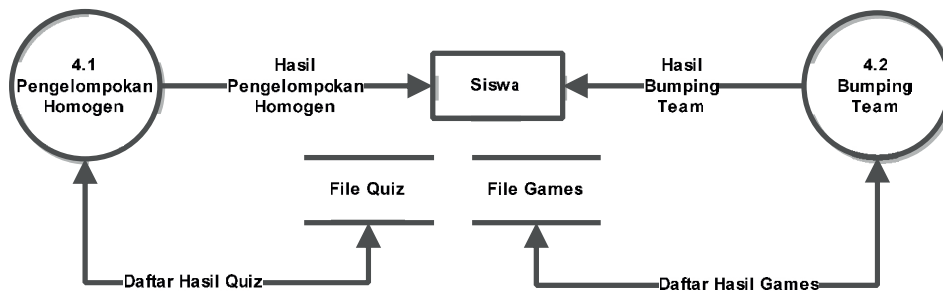 4.1
Pengelompokan
Homogen
Hasil
Pengelompokan
Homogen
Siswa
Hasil
Bumping
Team
4.2
Bumping
Team
File Quiz
File Games
Daftar Hasil Quiz
Daftar Hasil Games